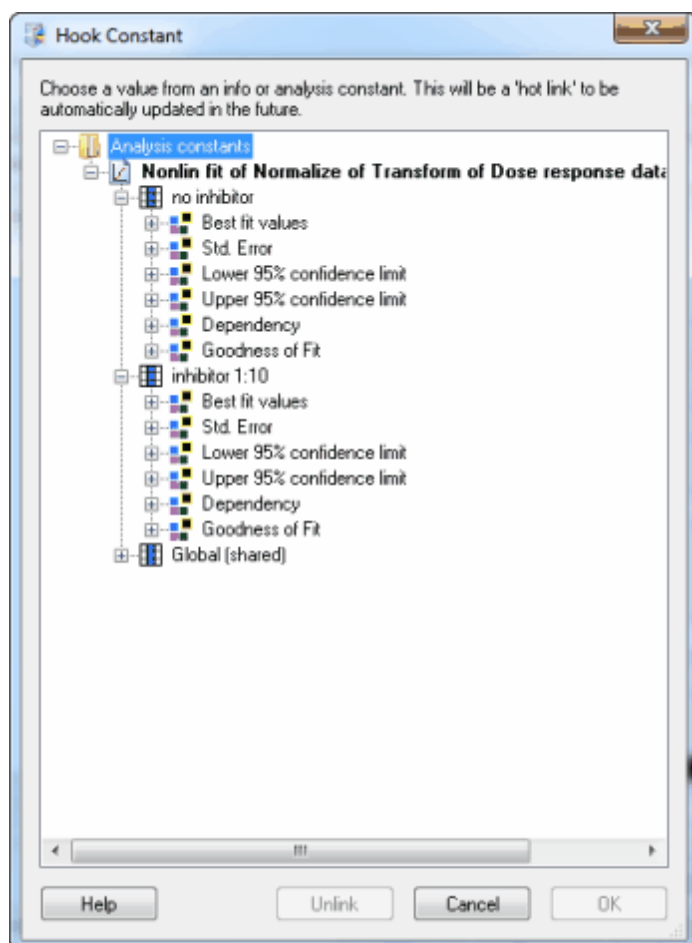 Hook Constant
Choose a value from an info or analysis constant. This will be a 'hot link' to be
automatically updated in the future.
Analysis constants
Nonlin fit of Normalize of Transform of Dose response data
no inhibitor
Best fit values
Std. Error
Lower 95% confidence limit
Upper 95% confidence limit
Dependency
Goodness of Fit
inhibitor 1:10
Best fit values
Std. Error
Lower 95% confidence limit
Upper 95% confidence limit
Dependency
Goodness of Fit
Global (shared)
Help
Unlink
Cancel
OK